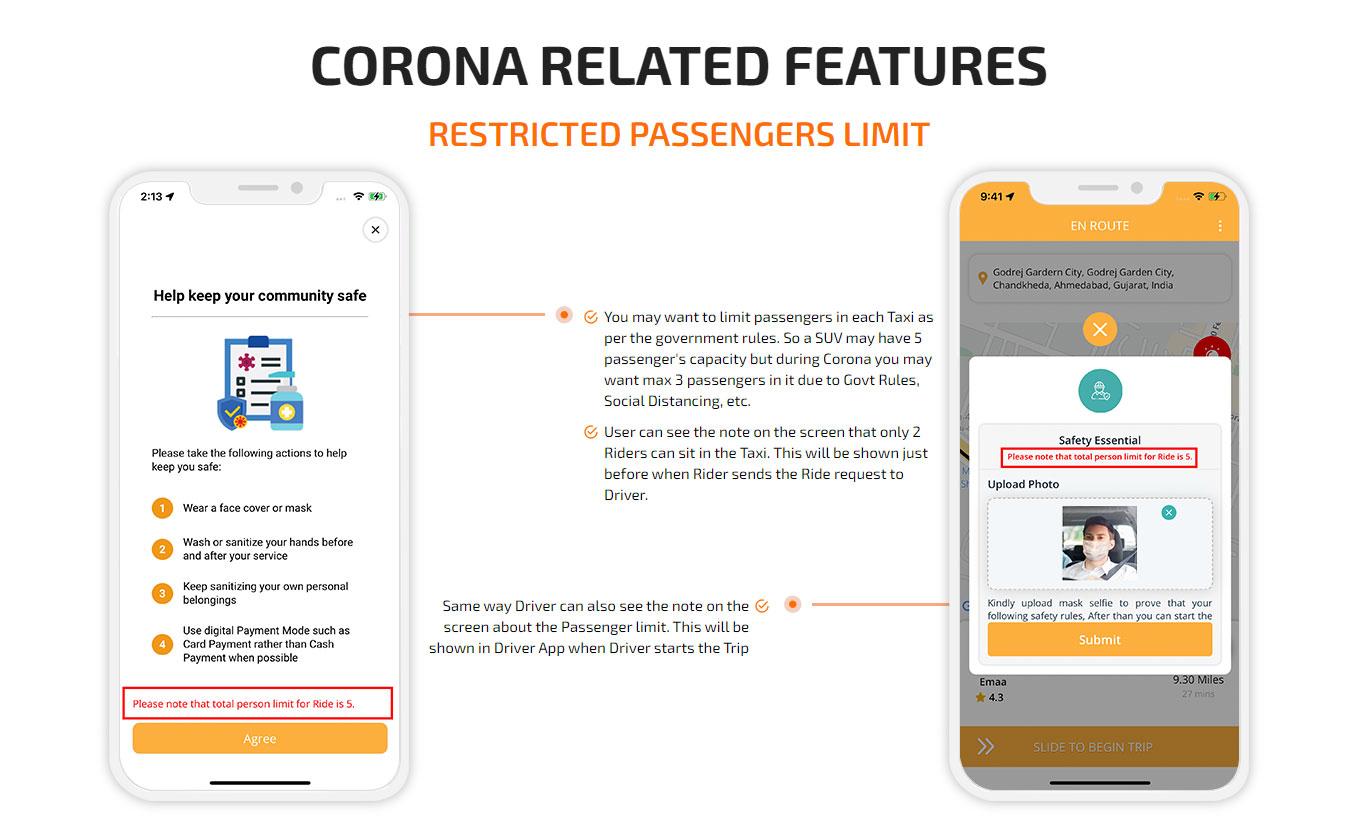 CORONA RELATED FEATURES
RESTRICTED PASSENGERS LIMIT
2:13
Help keep your community safe
Please take the following actions to help
keep you safe:
1 Wear a face cover or mask
2 Wash or sanitize your hands before
and after your service
3 Keep sanitizing your own personal
belongings
4 Use digital Payment Mode such as
Card Payment rather than Cash
Payment when possible
Please note that total person limit for Ride is 5.
Agree
You may want to limit passengers in each Taxi as
per the government rules. So a SUV may have 5
passenger's capacity but during Corona you may
want max 3 passengers in it due to Govt Rules,
Social Distancing, etc.
User can see the note on the screen that only 2
Riders can sit in the Taxi. This will be shown just
before when Rider sends the Ride request to
Driver.
Same way Driver can also see the note on the
screen about the Passenger limit. This will be
shown in Driver App when Driver starts the Trip
9:41
EN ROUTE
Godrej Gardern City, Godrej Garden City,
Chandkheda, Ahmedabad, Gujarat, India
Safety Essential
Please note that total person limit for Ride is 5.
Upload Photo
Kindly upload mask selfie to prove that your
following safety rules, After than you can start the
Submit
Emaa
9.30 Miles
4.3
27 mins
SLIDE TO BEGIN TRIP